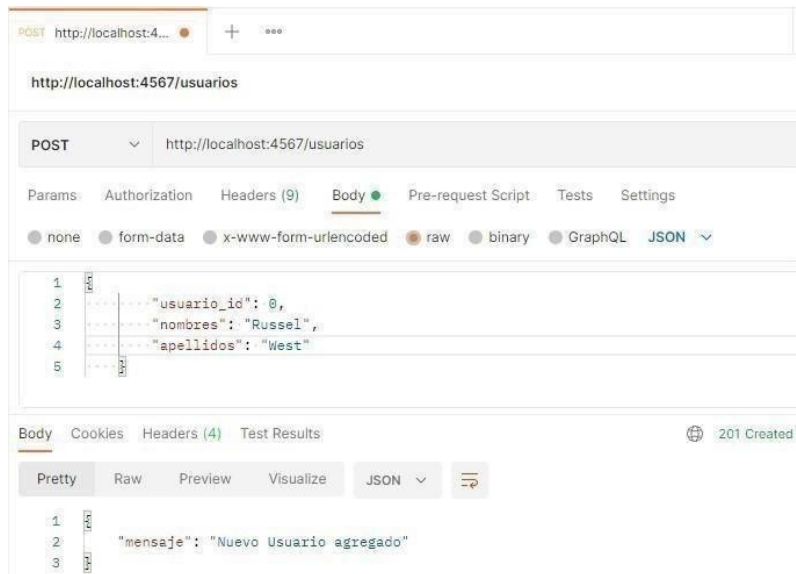 POST http://localhost:4... + ooo
http://localhost:4567/usuarios
POST http://localhost:4567/usuarios
Params Authorization Headers (9) Body Pre-request Script Tests Settings
none form-data x-www-form-urlencoded raw binary GraphQL JSON
1 {
2 "usuario_id": 0,
3 "nombres": "Russel",
4 "apellidos": "West"
5 }
Body Cookies Headers (4) Test Results 201 Created
Pretty Raw Preview Visualize JSON
1 {
2 "mensaje": "Nuevo Usuario agregado"
3 }